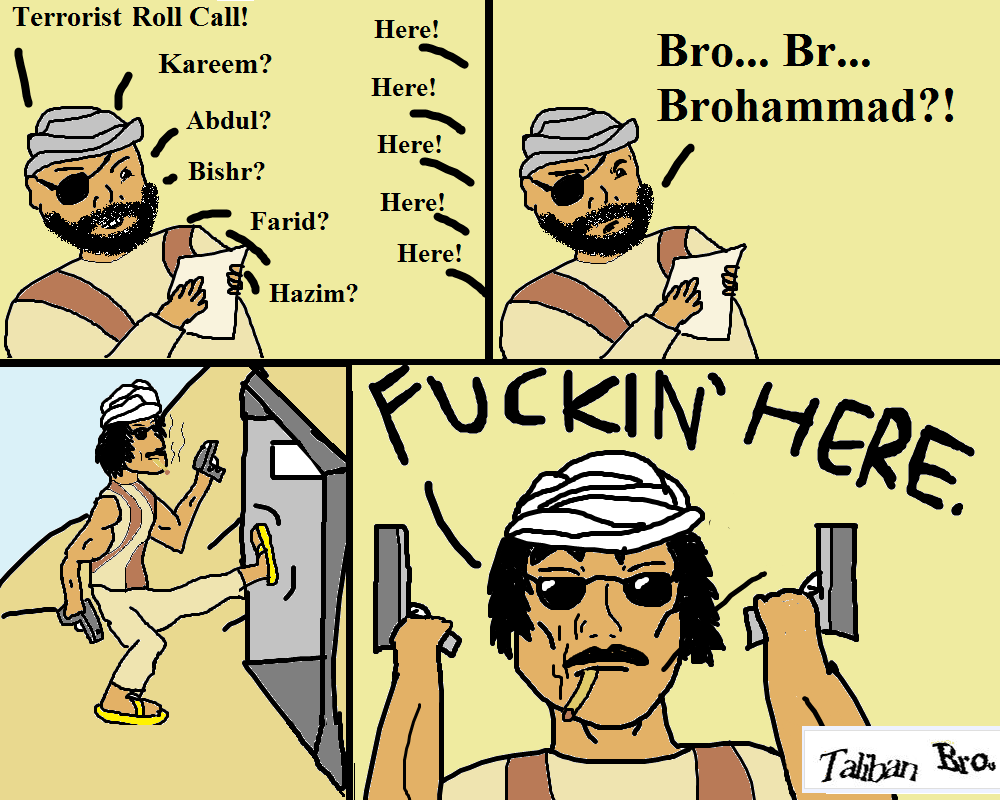 Terrorist Roll Call!
Kareem?
Here!
Abdul?
Here!
Bishr?
Here!
Farid?
Here!
Hazim?
Here!
Bro... Br...
Brohammad?!
FUCKIN' HERE.
Taliban Bro.